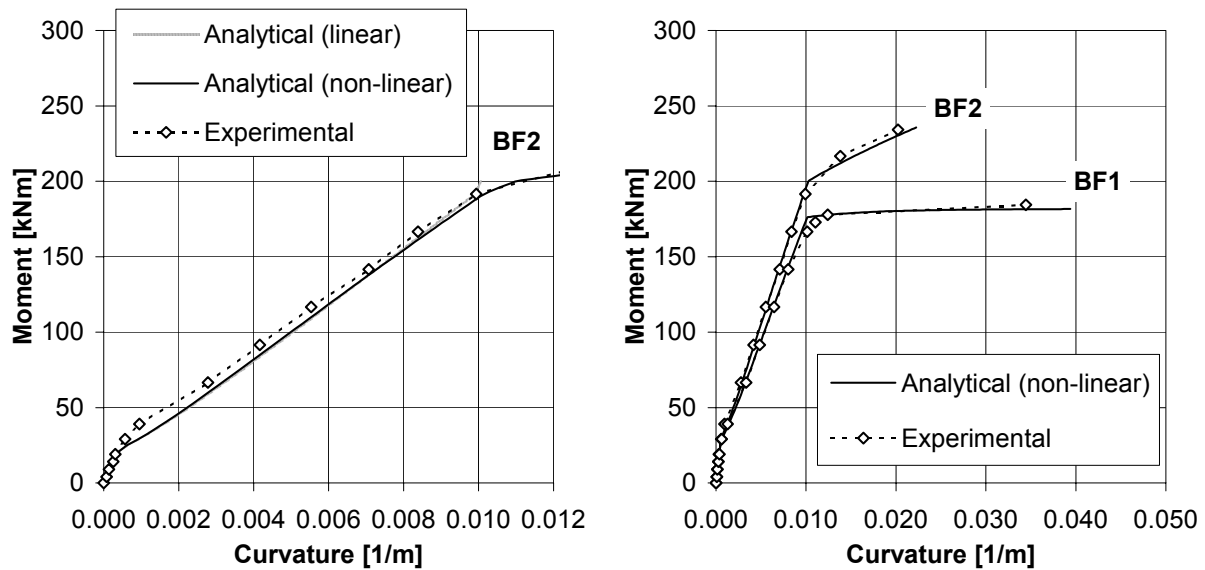 300
250
200
150
100
50
0
Moment [kNm]
Analytical (linear)
Analytical (non-linear)
Experimental
BF2
0.000 0.002 0.004 0.006 0.008 0.010 0.012
Curvature [1/m]
300
250
200
150
100
50
0
Moment [kNm]
BF2
BF1
Analytical (non-linear)
Experimental
0.000 0.010 0.020 0.030 0.040 0.050
Curvature [1/m]